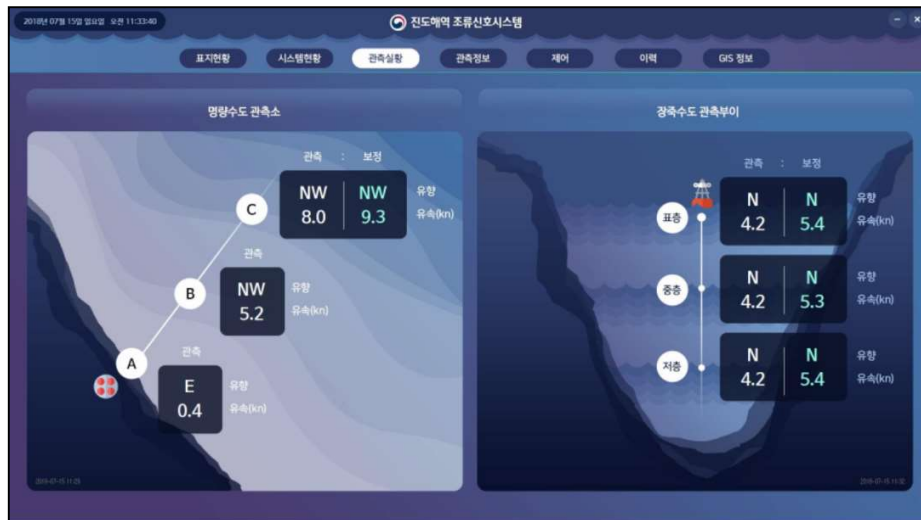 2018년 07월 15일 일요일 오전 11:33:40
진도해역 조류신호시스템
표지현황 시스템현황 관측실황 관측정보 제어 이력 GIS 정보
명량수도 관측소
관측 : 보정
C
NW NW 유향
8.0 9.3 유속(kn)
관측
B
NW 유향
5.2 유속(kn)
관측
A
E 유향
0.4 유속(kn)
장죽수도 관측부이
관측 : 보정
표층
N N 유향
4.2 5.4 유속(kn)
중층
N N 유향
4.2 5.3 유속(kn)
저층
N N 유향
4.2 5.4 유속(kn)